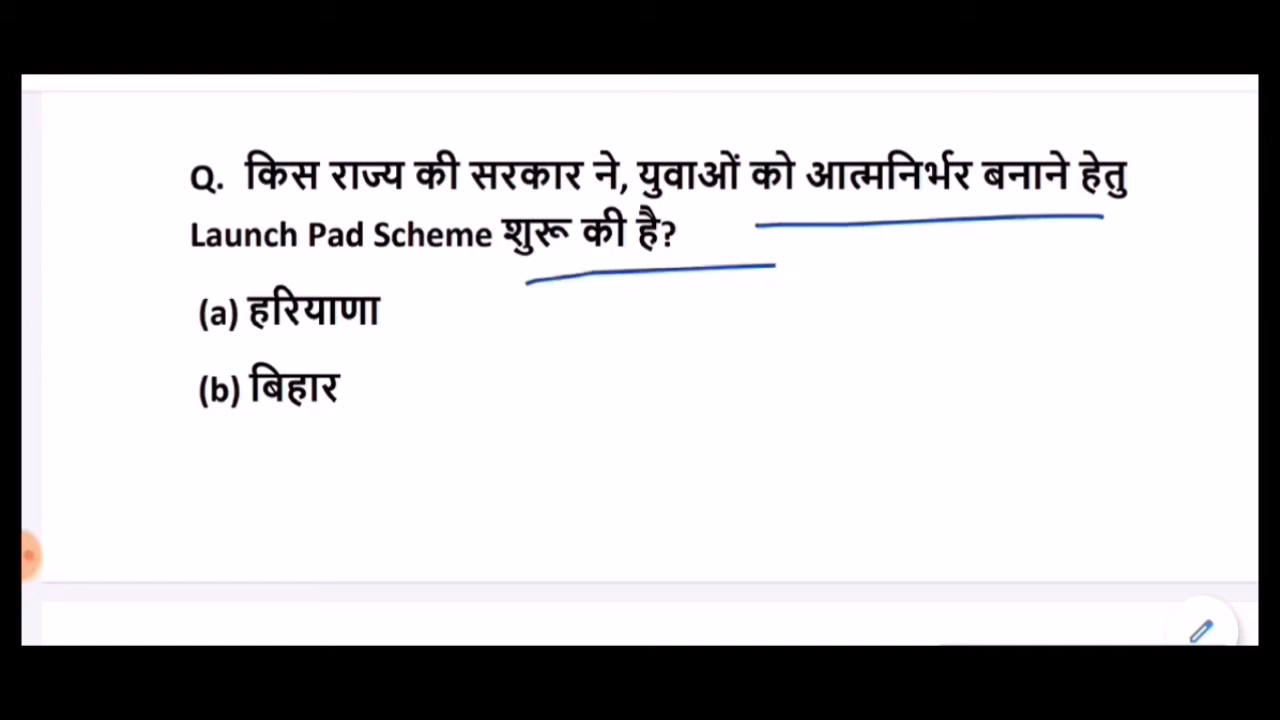 Q. किस राज्य की सरकार ने, युवाओं को आत्मनिर्भर बनाने हेतु
Launch Pad Scheme शुरू की है?
(a) हरियाणा
(b) बिहार